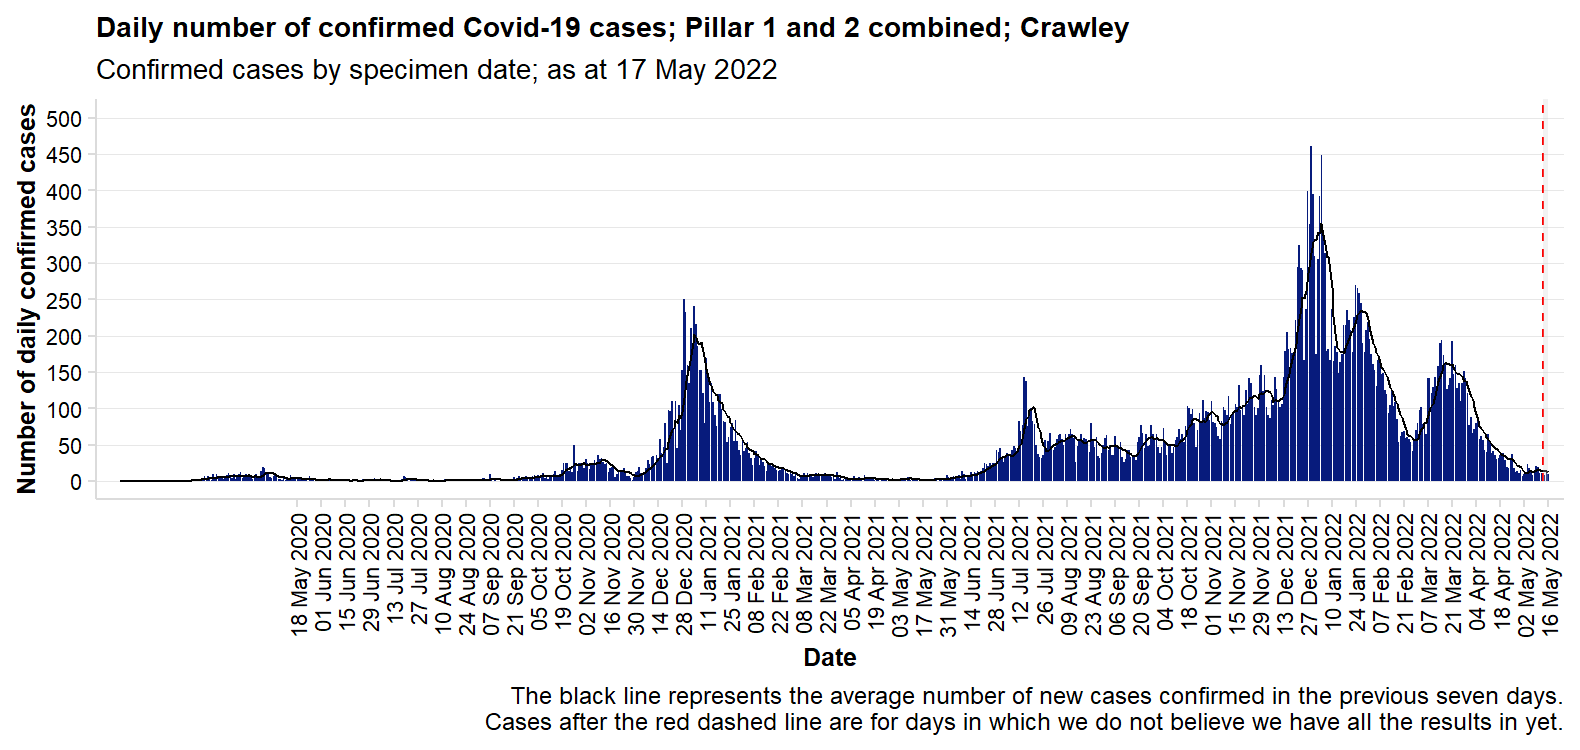 Daily number of confirmed Covid-19 cases; Pillar 1 and 2 combined; Crawley
Confirmed cases by specimen date; as at 17 May 2022
Number of daily confirmed cases
500
450
400
350
300
250
200
150
100
50
0
18 May 2020
01 Jun 2020
15 Jun 2020
29 Jun 2020
13 Jul 2020
27 Jul 2020
10 Aug 2020
24 Aug 2020
07 Sep 2020
21 Sep 2020
05 Oct 2020
19 Oct 2020
02 Nov 2020
16 Nov 2020
30 Nov 2020
14 Dec 2020
28 Dec 2020
11 Jan 2021
25 Jan 2021
08 Feb 2021
22 Feb 2021
08 Mar 2021
22 Mar 2021
05 Apr 2021
19 Apr 2021
03 May 2021
17 May 2021
31 May 2021
14 Jun 2021
28 Jun 2021
12 Jul 2021
26 Jul 2021
09 Aug 2021
23 Aug 2021
06 Sep 2021
20 Sep 2021
04 Oct 2021
18 Oct 2021
01 Nov 2021
15 Nov 2021
29 Nov 2021
13 Dec 2021
27 Dec 2021
10 Jan 2022
24 Jan 2022
07 Feb 2022
21 Feb 2022
07 Mar 2022
21 Mar 2022
04 Apr 2022
18 Apr 2022
02 May 2022
16 May 2022
Date
The black line represents the average number of new cases confirmed in the previous seven days.
Cases after the red dashed line are for days in which we do not believe we have all the results in yet.